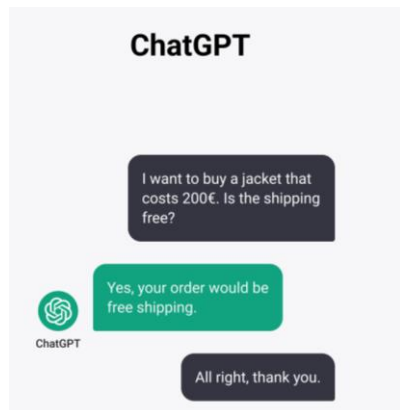 ChatGPT
I want to buy a jacket that
costs 200€. Is the shipping
free?
Yes, your order would be
free shipping.
ChatGPT
All right, thank you.